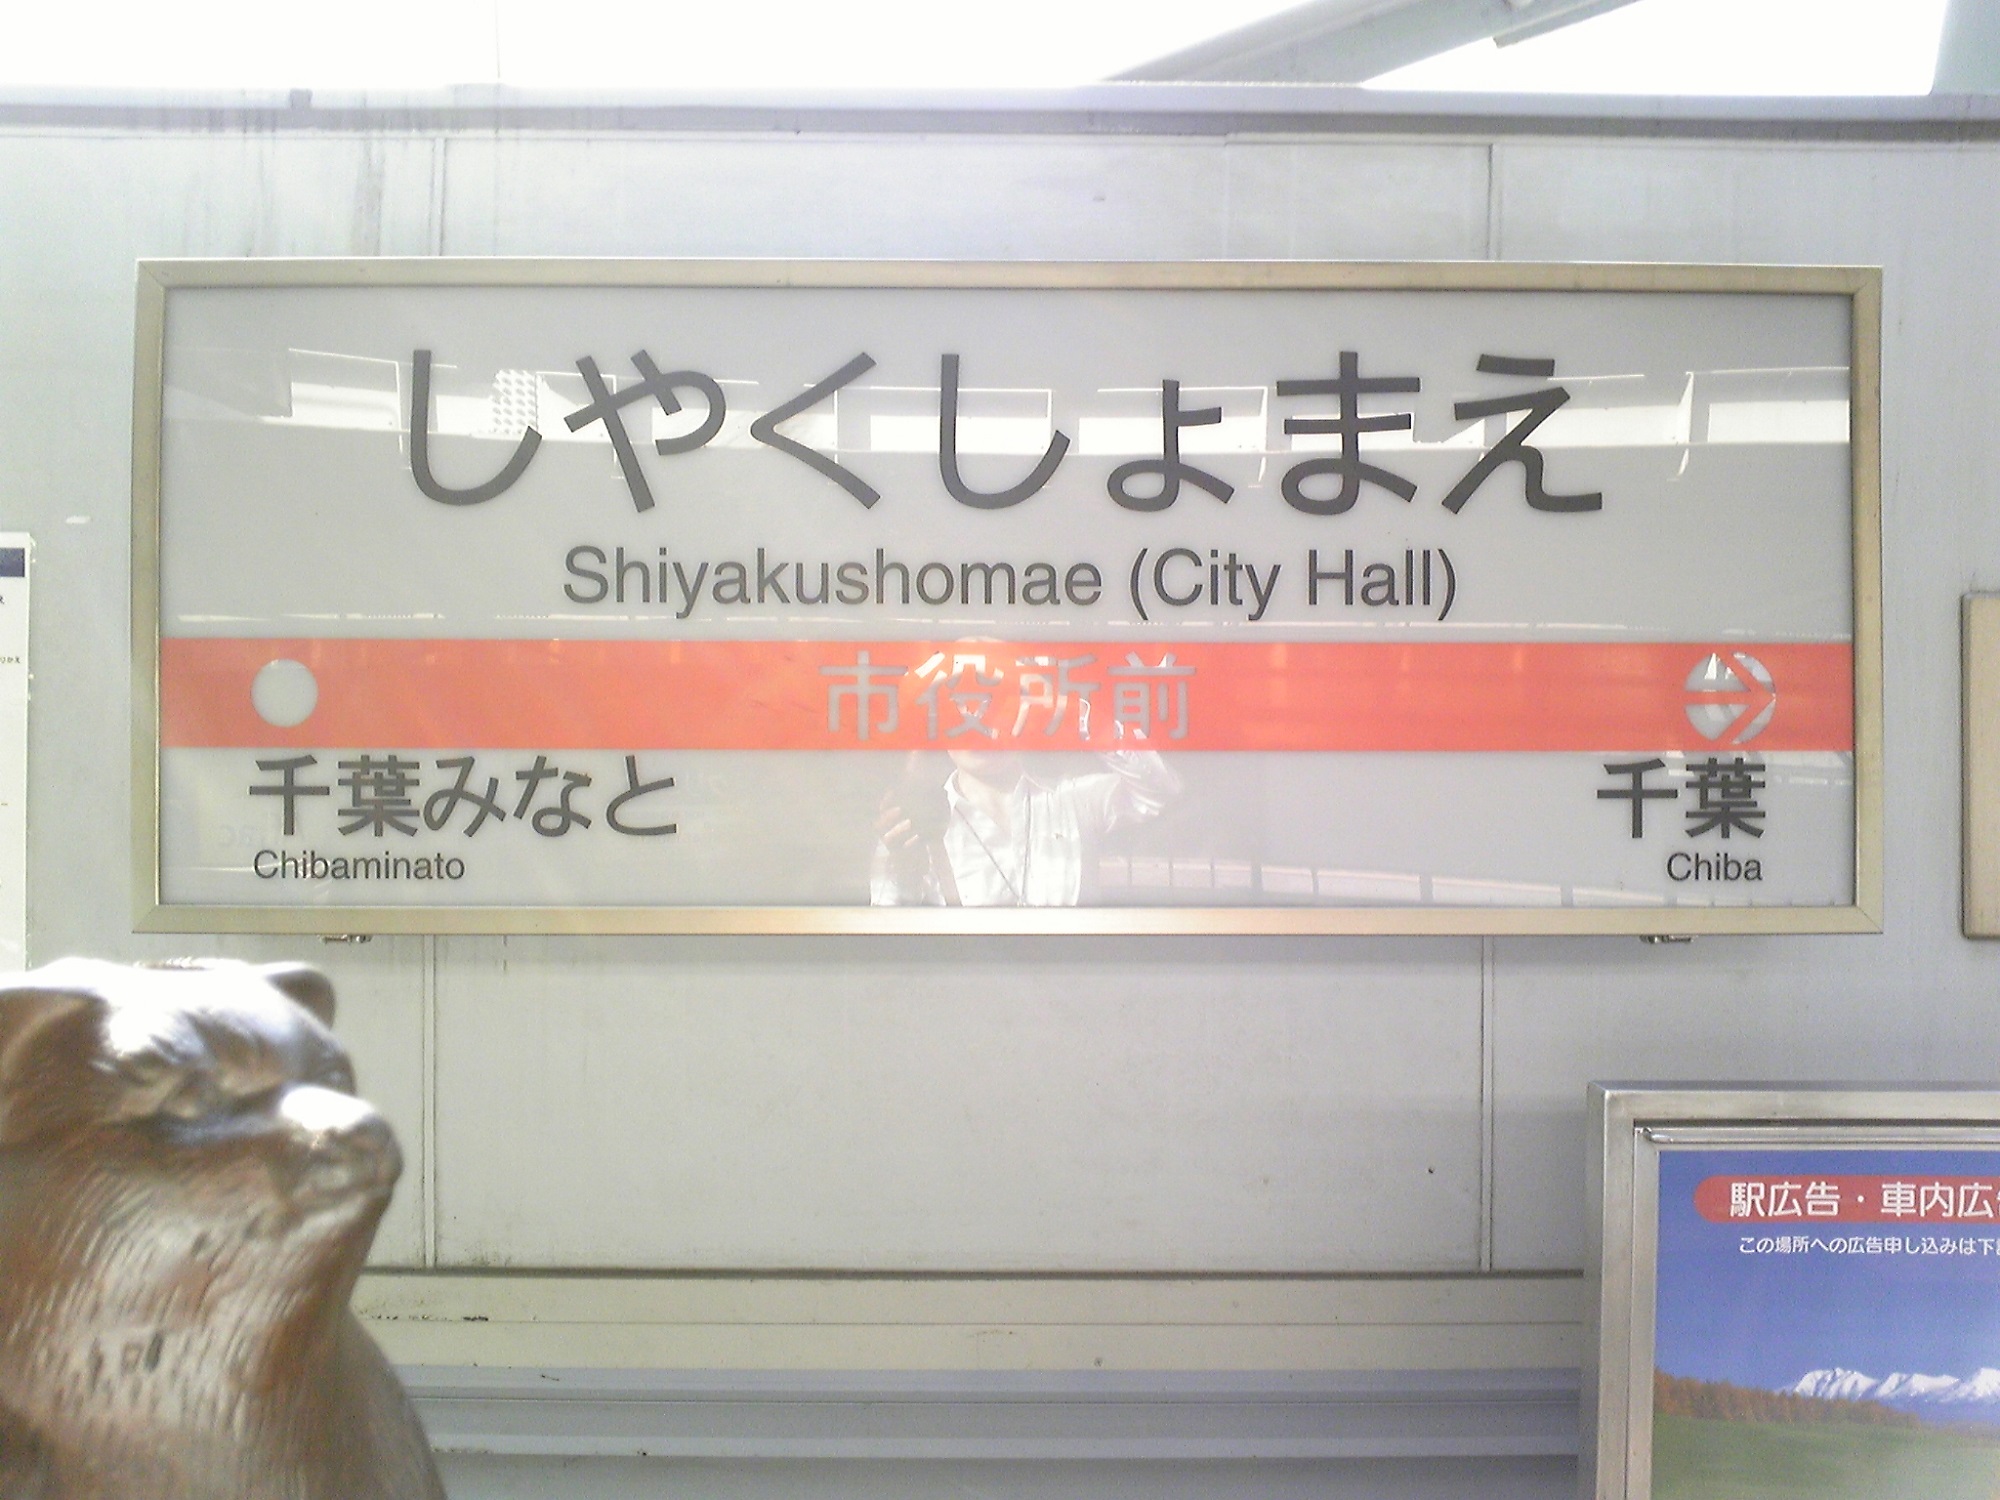 しやくしょまえ
Shiyakushomae (City Hall)
市役所前
千葉みなと
Chibaminato
千葉
Chiba
駅広告・車内広告
この場所への広告申し込みは下